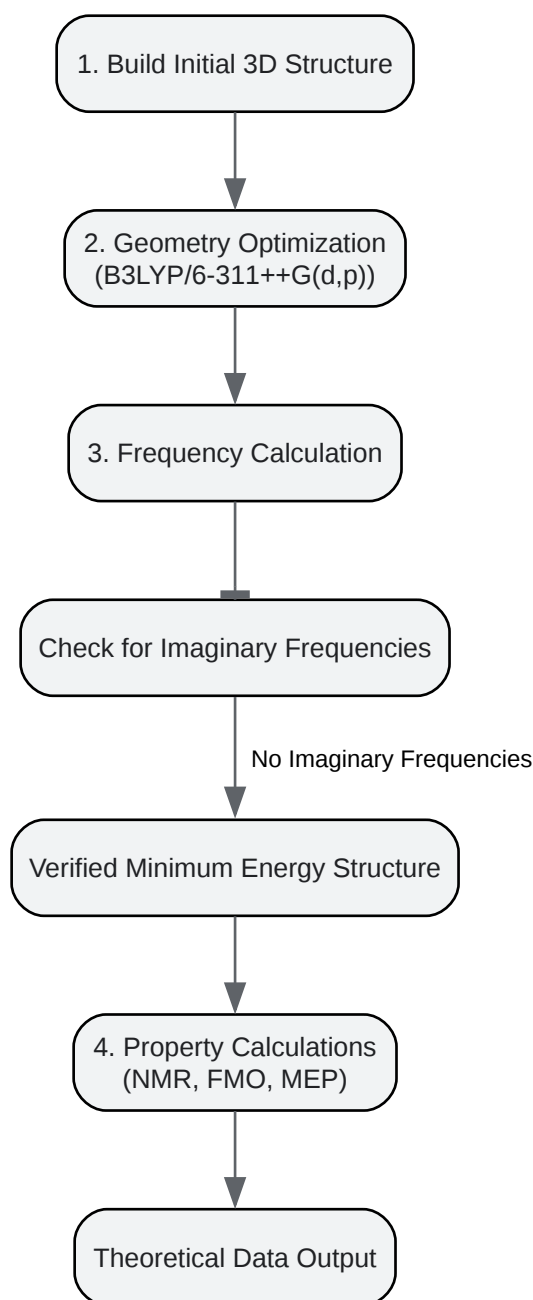 1. Build Initial 3D Structure
2. Geometry Optimization
(B3LYP/6-311++G(d,p))
3. Frequency Calculation
Check for Imaginary Frequencies
No Imaginary Frequencies
Verified Minimum Energy Structure
4. Property Calculations
(NMR, FMO, MEP)
Theoretical Data Output